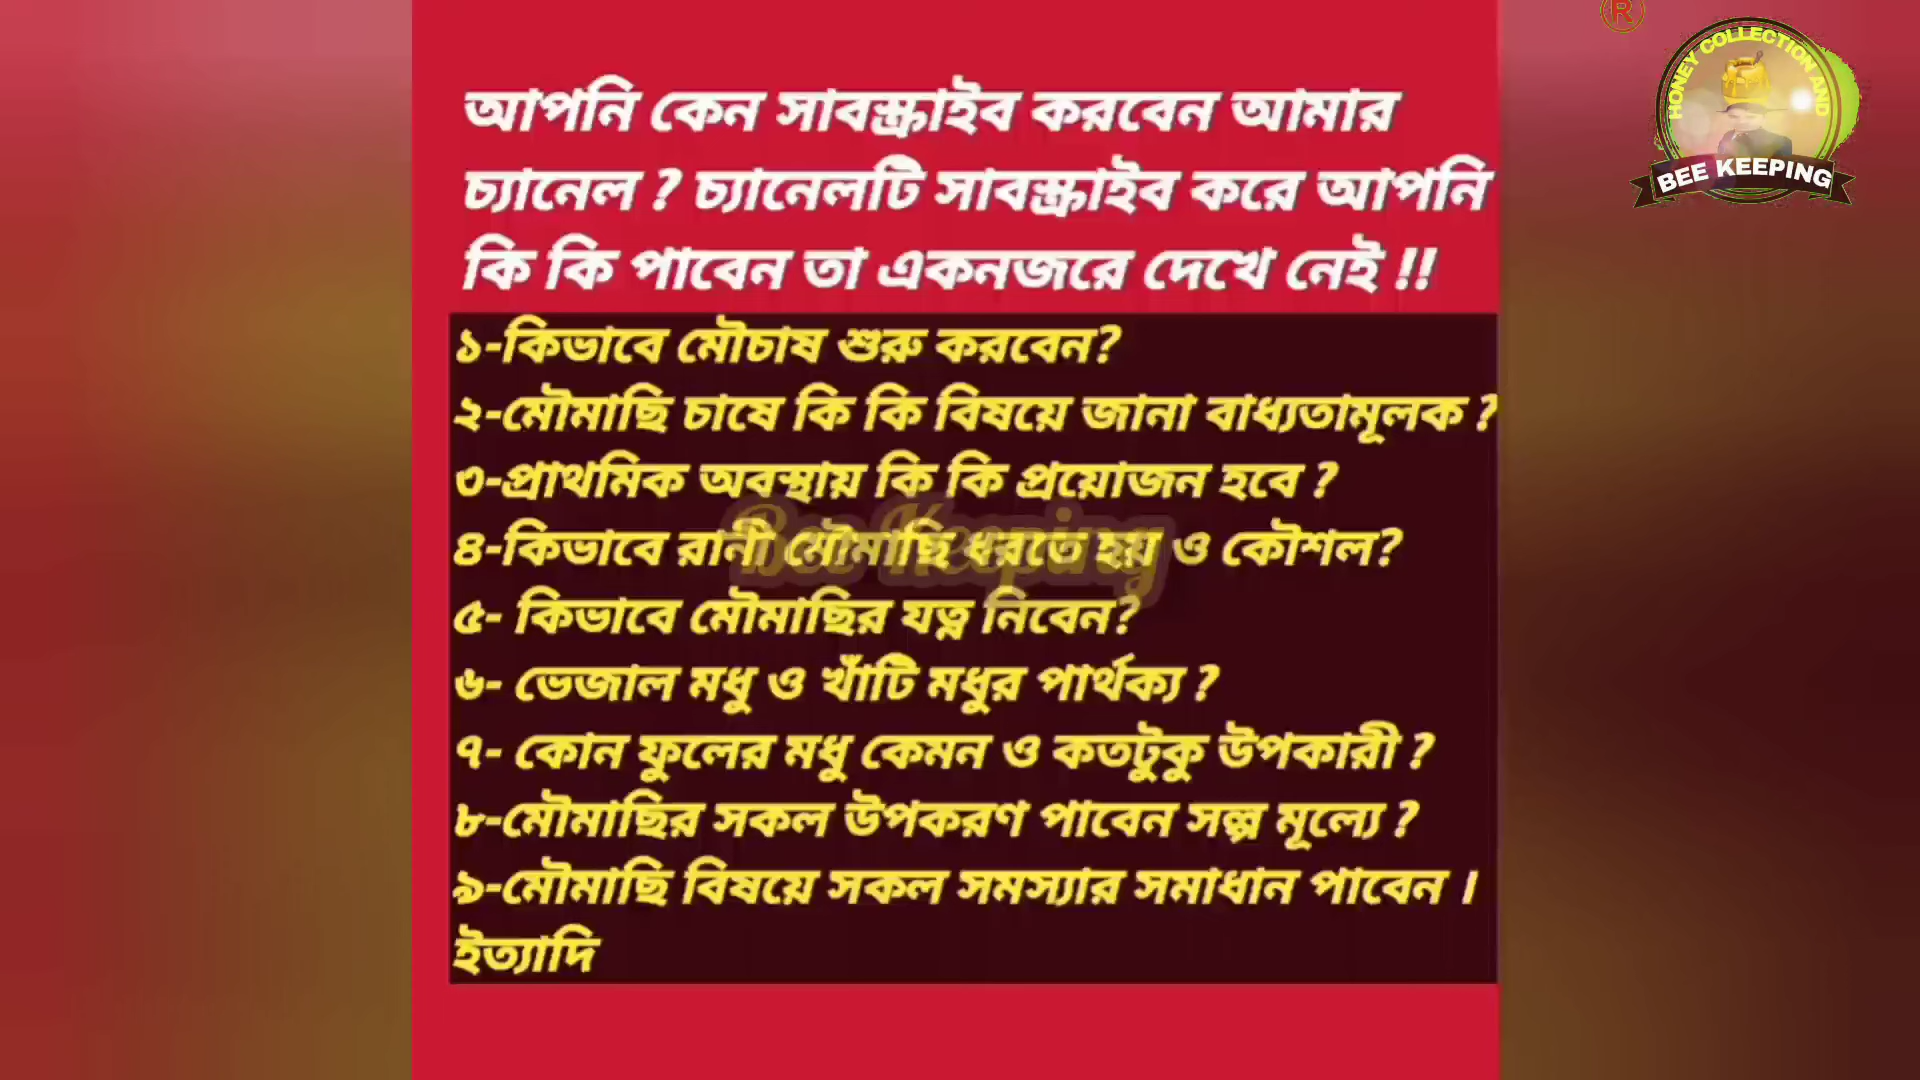 আপনি কেন সাবস্ক্রাইব করবেন আমার
চ্যানেল ? চ্যানেলটি সাবস্ক্রাইব করে আপনি
কি কি পাবেন তা একনজরে দেখে নেই !!
১-কিভাবে মৌচাষ শুরু করবেন?
২-মৌমাছি চাষে কি কি বিষয়ে জানা বাধ্যতামূলক ?
৩-প্রাথমিক অবস্থায় কি কি প্রয়োজন হবে ?
৪-কিভাবে রানী মৌমাছি ধরতে হয় ও কৌশল?
৫- কিভাবে মৌমাছির যত্ন নিবেন?
৬- ভেজাল মধু ও খাঁটি মধুর পার্থক্য ?
৭- কোন ফুলের মধু কেমন ও কতটুকু উপকারী ?
৮-মৌমাছির সকল উপকরণ পাবেন সল্প মূল্যে ?
৯-মৌমাছি বিষয়ে সকল সমস্যার সমাধান পাবেন ।
ইত্যাদি
Bee Keeping
®
HONEY COLLECTION AND
BEE KEEPING